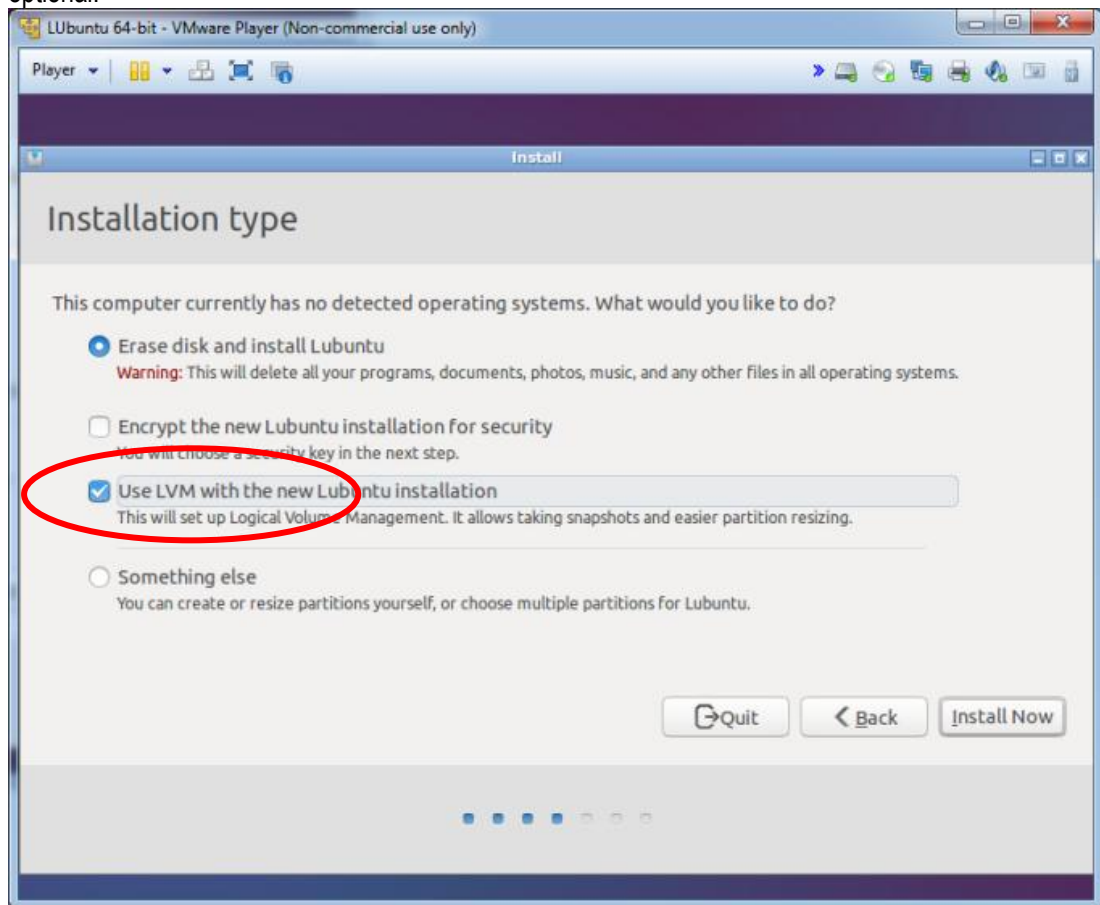 optional.
LUbuntu 64-bit - VMware Player (Non-commercial use only)
Player
Install
Installation type
This computer currently has no detected operating systems. What would you like to do?
Erase disk and install Lubuntu
Warning: This will delete all your programs, documents, photos, music, and any other files in all operating systems.
Encrypt the new Lubuntu installation for security
You will choose a security key in the next step.
Use LVM with the new Lubuntu installation
This will set up Logical Volume Management. It allows taking snapshots and easier partition resizing.
Something else
You can create or resize partitions yourself, or choose multiple partitions for Lubuntu.
Quit
Back
Install Now